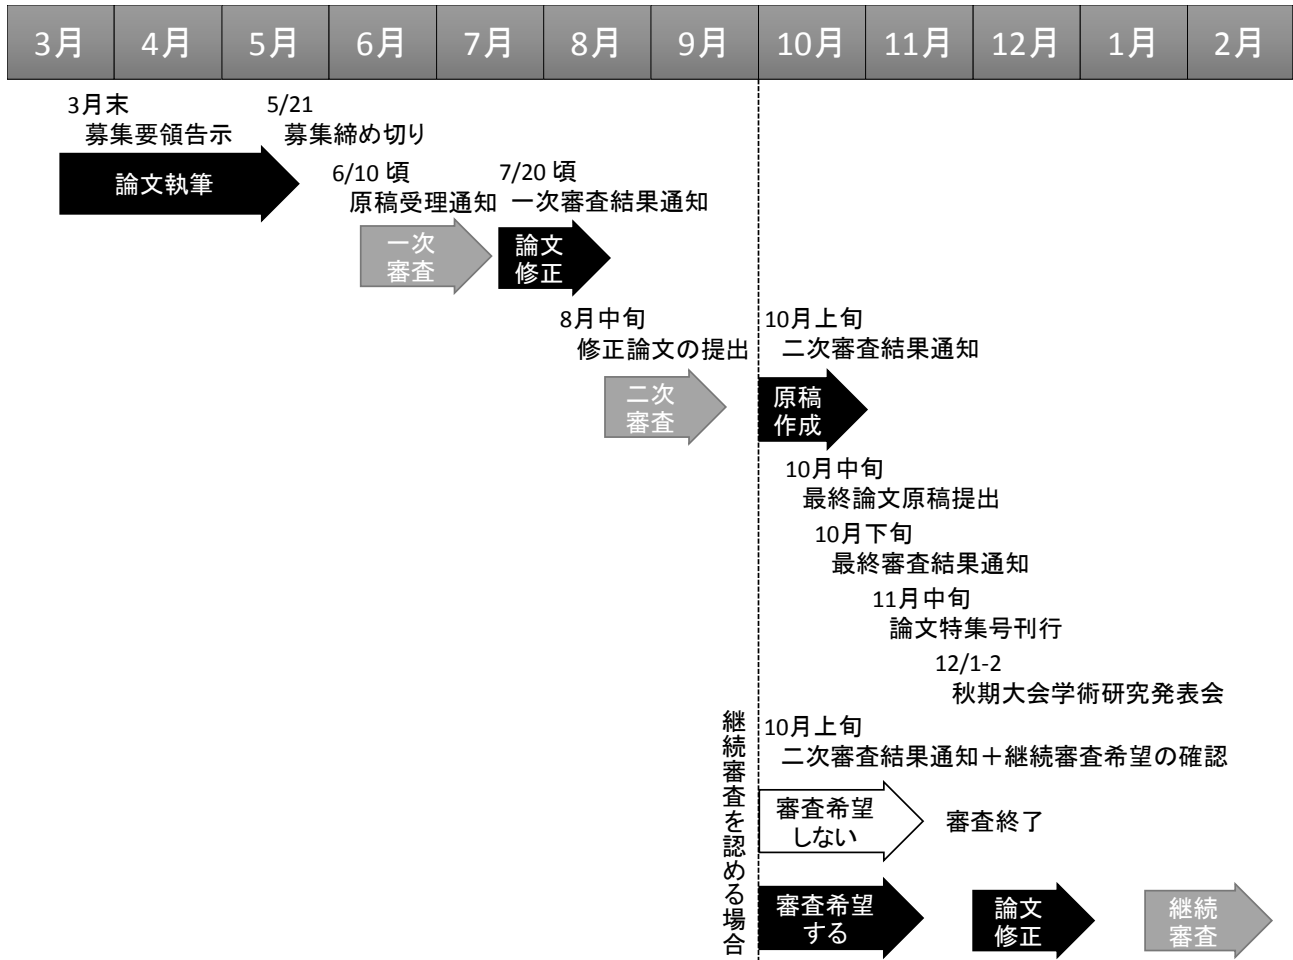 3月 4月 5月 6月 7月 8月 9月 10月 11月 12月 1月 2月
3月末
募集要領告示
5/21
募集締め切り
論文執筆
6/10 頃
原稿受理通知
7/20 頃
一次審査結果通知
一次
審査
論文
修正
8月中旬
修正論文の提出
10月上旬
二次審査結果通知
二次
審査
原稿
作成
10月中旬
最終論文原稿提出
10月下旬
最終審査結果通知
11月中旬
論文特集号刊行
12/1-2
秋期大会学術研究発表会
継続審査を認める場合
10月上旬
二次審査結果通知＋継続審査希望の確認
審査希望
しない
審査終了
審査希望
する
論文
修正
継続
審査